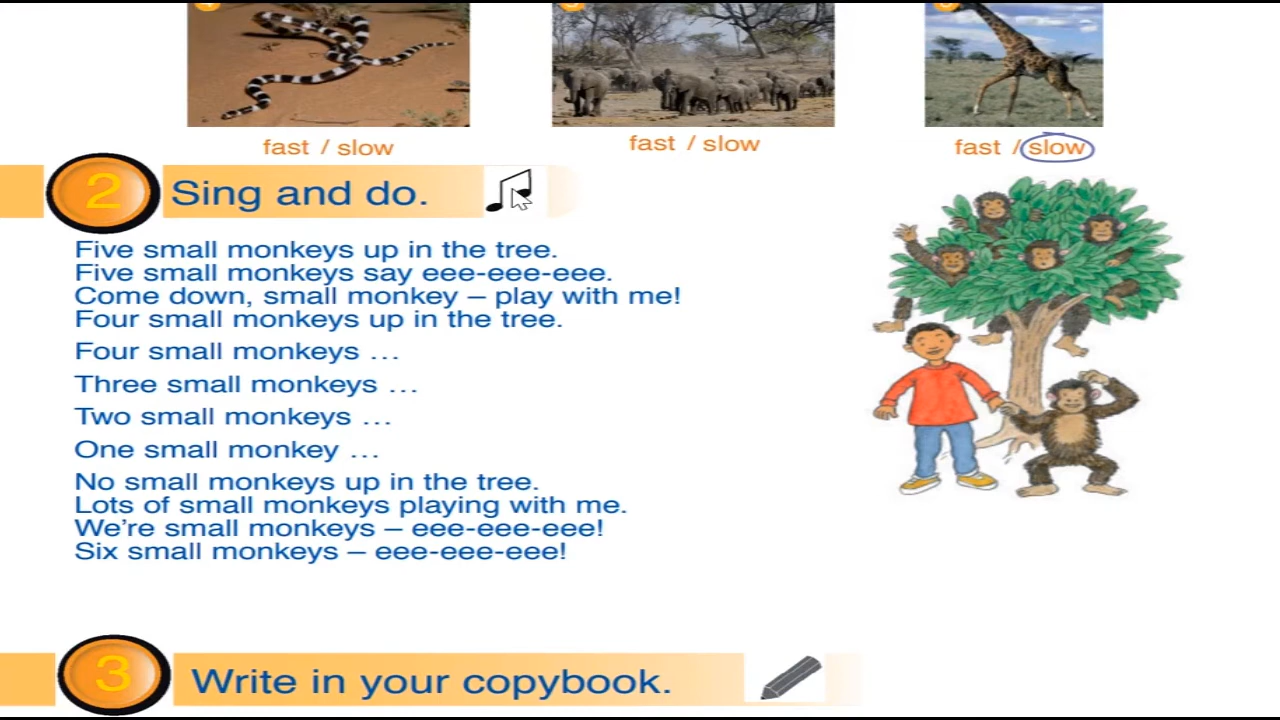 fast / slow
fast / slow
fast / slow
2 Sing and do.
Five small monkeys up in the tree.
Five small monkeys say eee-eee-eee.
Come down, small monkey – play with me!
Four small monkeys up in the tree.
Four small monkeys …
Three small monkeys …
Two small monkeys …
One small monkey …
No small monkeys up in the tree.
Lots of small monkeys playing with me.
We're small monkeys – eee-eee-eee!
Six small monkeys – eee-eee-eee!
3 Write in your copybook.